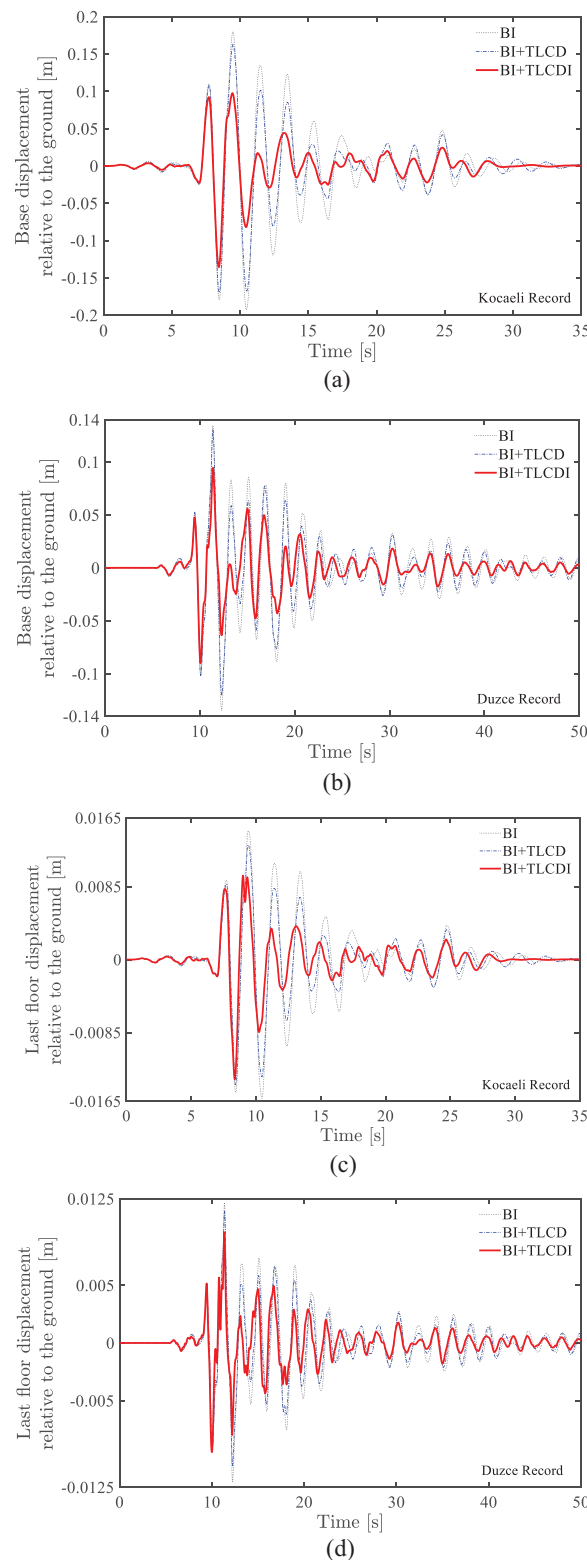 0.2
BI
BI+TLCD
BI+TLCDI
0.15
0.1
0.05
0
-0.05
-0.1
-0.15
-0.2
Base displacement
relative to the ground [m]
Kocaeli Record
0 5 10 15 20 25 30 35
Time [s]
(a)
0.14
BI
BI+TLCD
BI+TLCDI
0.1
0.05
0
-0.05
-0.1
-0.14
Base displacement
relative to the ground [m]
Duzce Record
0 10 20 30 40 50
Time [s]
(b)
0.0165
BI
BI+TLCD
BI+TLCDI
0.0085
0
-0.0085
-0.0165
Last floor displacement
relative to the ground [m]
Kocaeli Record
0 5 10 15 20 25 30 35
Time [s]
(c)
0.0125
BI
BI+TLCD
BI+TLCDI
0.005
0
-0.005
-0.0125
Last floor displacement
relative to the ground [m]
Duzce Record
0 10 20 30 40 50
Time [s]
(d)